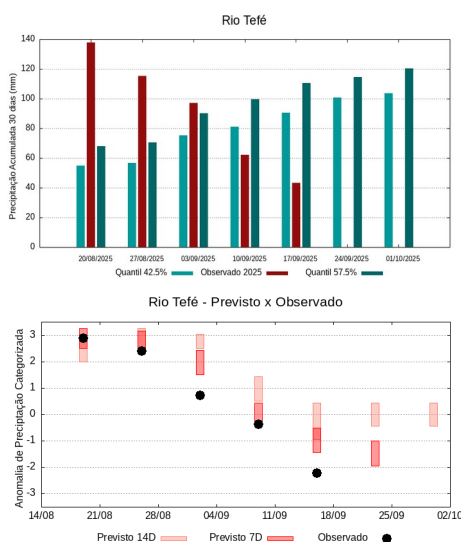 Rio Tefé
Precipitação Acumulada 30 dias (mm)
140
120
100
80
60
40
20
0
20/08/2025 27/08/2025 03/09/2025 10/09/2025 17/09/2025 24/09/2025 01/10/2025
Quantil 42.5% Observado 2025 Quantil 57.5%
Rio Tefé - Previsto x Observado
Anomalia de Preciptação Categorizada
3
2
1
0
-1
-2
-3
14/08 21/08 28/08 04/09 11/09 18/09 25/09 02/10
Previsto 14D Previsto 7D Observado